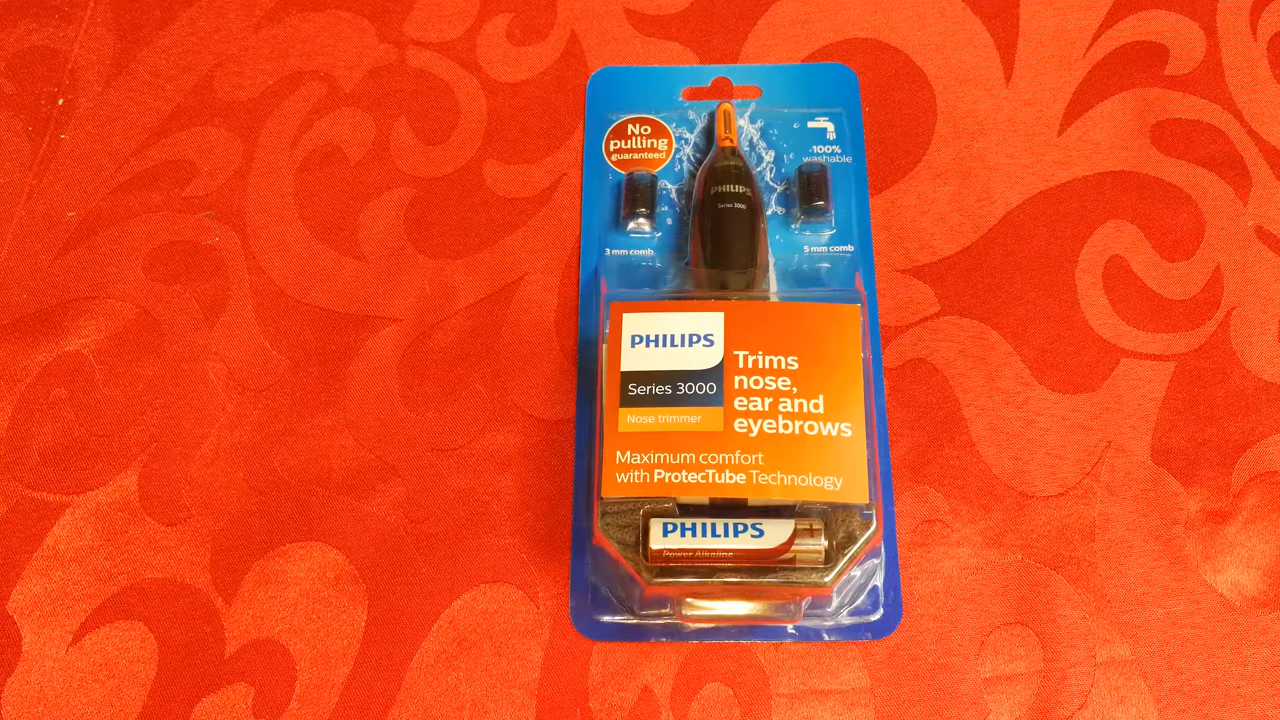 No
pulling
guaranteed
100%
washable
PHILIPS
Series 3000
3 mm comb
5 mm comb
PHILIPS
Series 3000
Nose trimmer
Trims
nose,
ear and
eyebrows
Maximum comfort
with ProtecTube Technology
PHILIPS
Power Alkaline
+